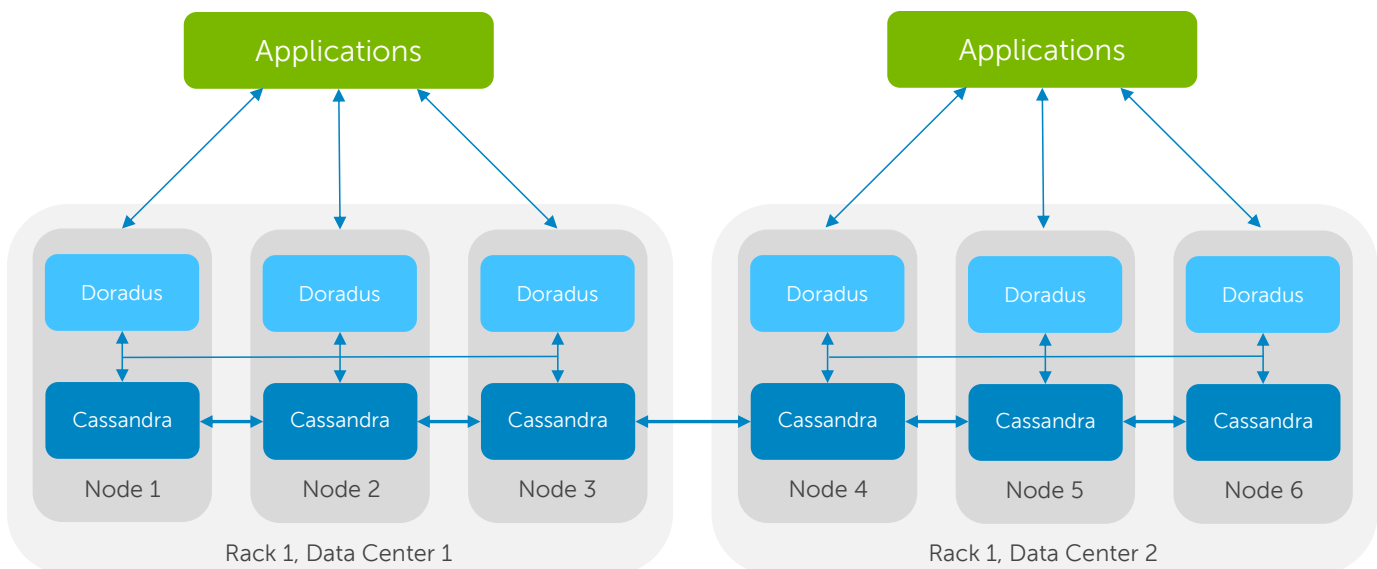 Applications
Applications
Doradus
Doradus
Doradus
Doradus
Doradus
Doradus
Cassandra
Cassandra
Cassandra
Cassandra
Cassandra
Cassandra
Node 1
Node 2
Node 3
Node 4
Node 5
Node 6
Rack 1, Data Center 1
Rack 1, Data Center 2